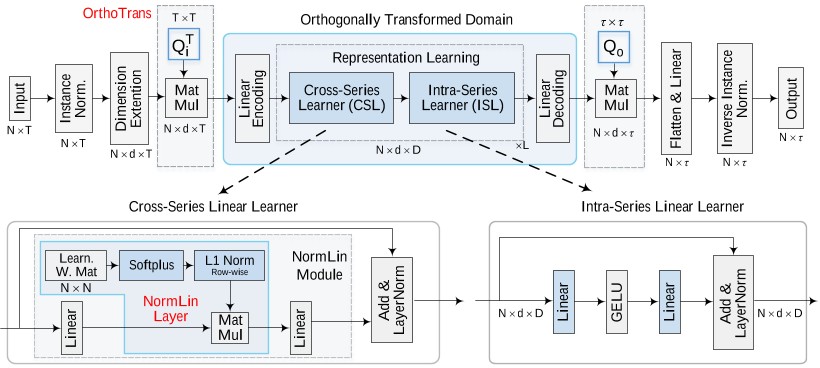 OrthoTrans
T×T
Q_i^T
Orthogonally Transformed Domain
τ×τ
Q_o
Representation Learning
Input
N×T
Instance
Norm.
N×T
Dimension
Extention
N×d×T
Mat
Mul
N×d×T
Linear
Encoding
Cross-Series
Learner (CSL)
Intra-Series
Learner (ISL)
×L
N×d×D
Linear
Decoding
Mat
Mul
N×d×τ
Flatten & Linear
N×τ
Inverse Instance
Norm.
N×τ
Output
N×τ
Cross-Series Linear Learner
Learn.
W. Mat
N×N
Softplus
L1 Norm
Row-wise
NormLin
Module
NormLin
Layer
Linear
Mat
Mul
Linear
Add &
LayerNorm
Intra-Series Linear Learner
N×d×D
Linear
GELU
Linear
Add &
LayerNorm
N×d×D